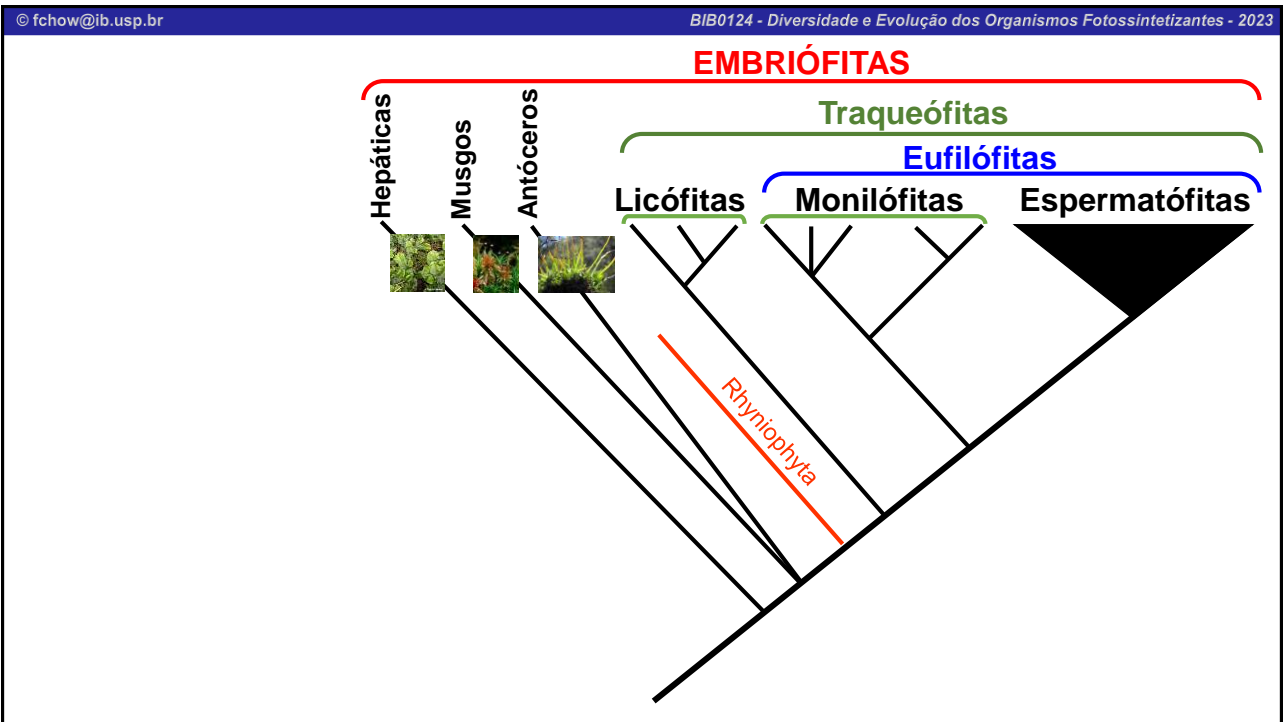 © fchow@ib.usp.br
BIB0124 - Diversidade e Evolução dos Organismos Fotossintetizantes - 2023
EMBRIÓFITAS
Hepáticas
Musgos
Antóceros
Traqueófitas
Eufilófitas
Licófitas
Monilófitas
Espermatófitas
Rhyniophyta